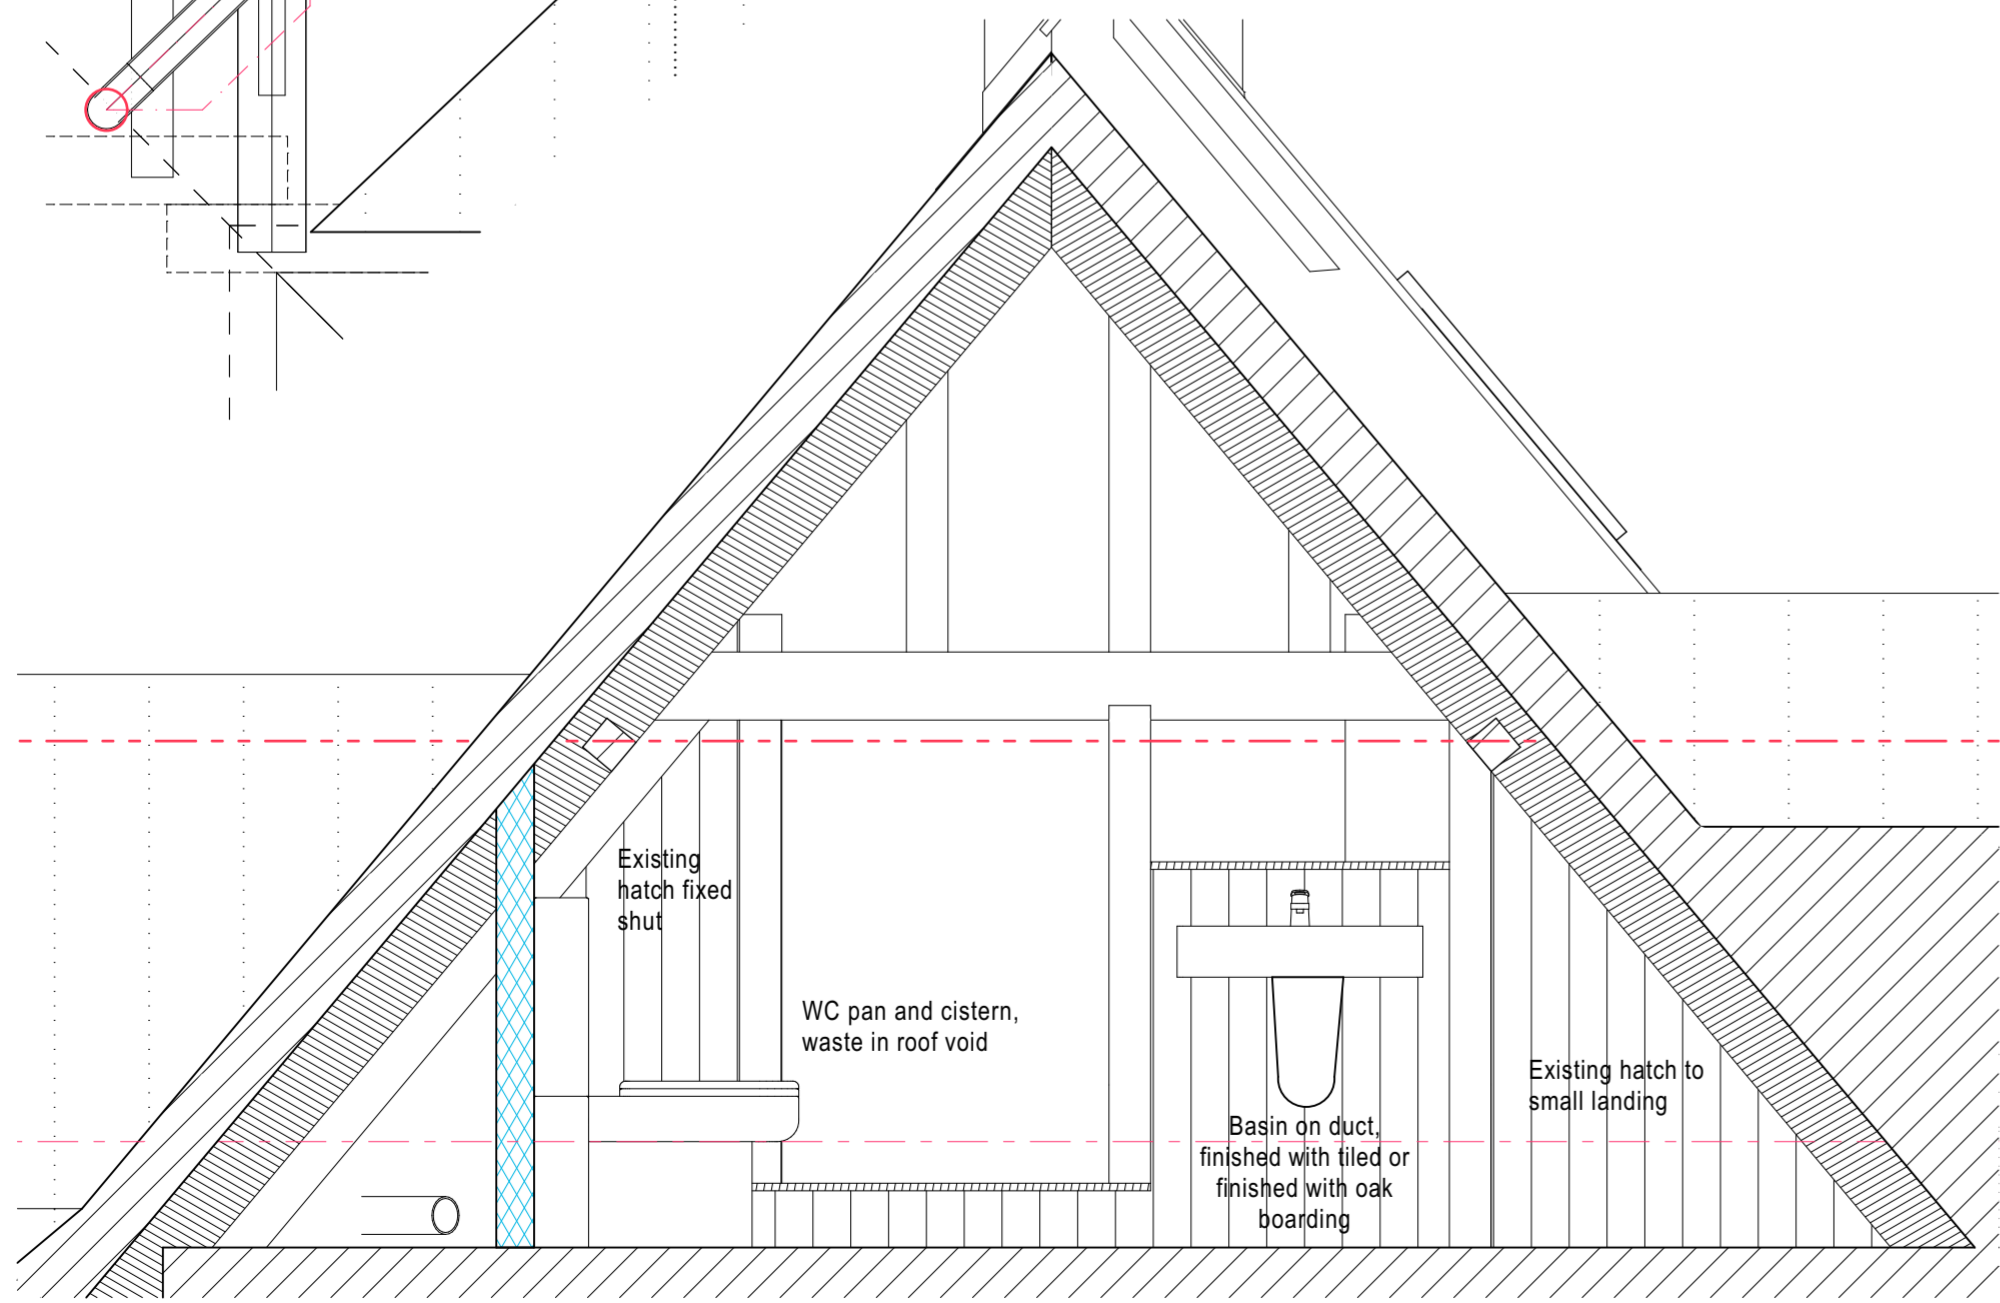 Existing
hatch fixed
shut
WC pan and cistern,
waste in roof void
Basin on duct,
finished with tiled or
finished with oak
boarding
Existing hatch to
small landing